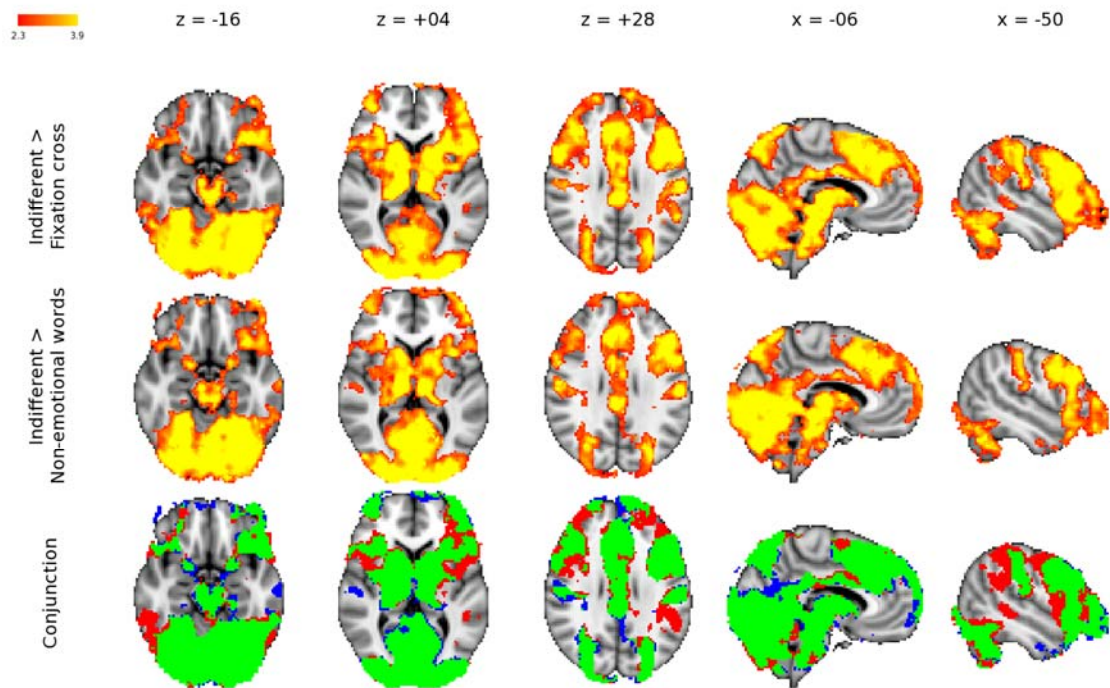 z = -16
z = +04
z = +28
x = -06
x = -50
2.3
3.9
Indifferent >
Fixation cross
Indifferent >
Non-emotional words
Conjunction